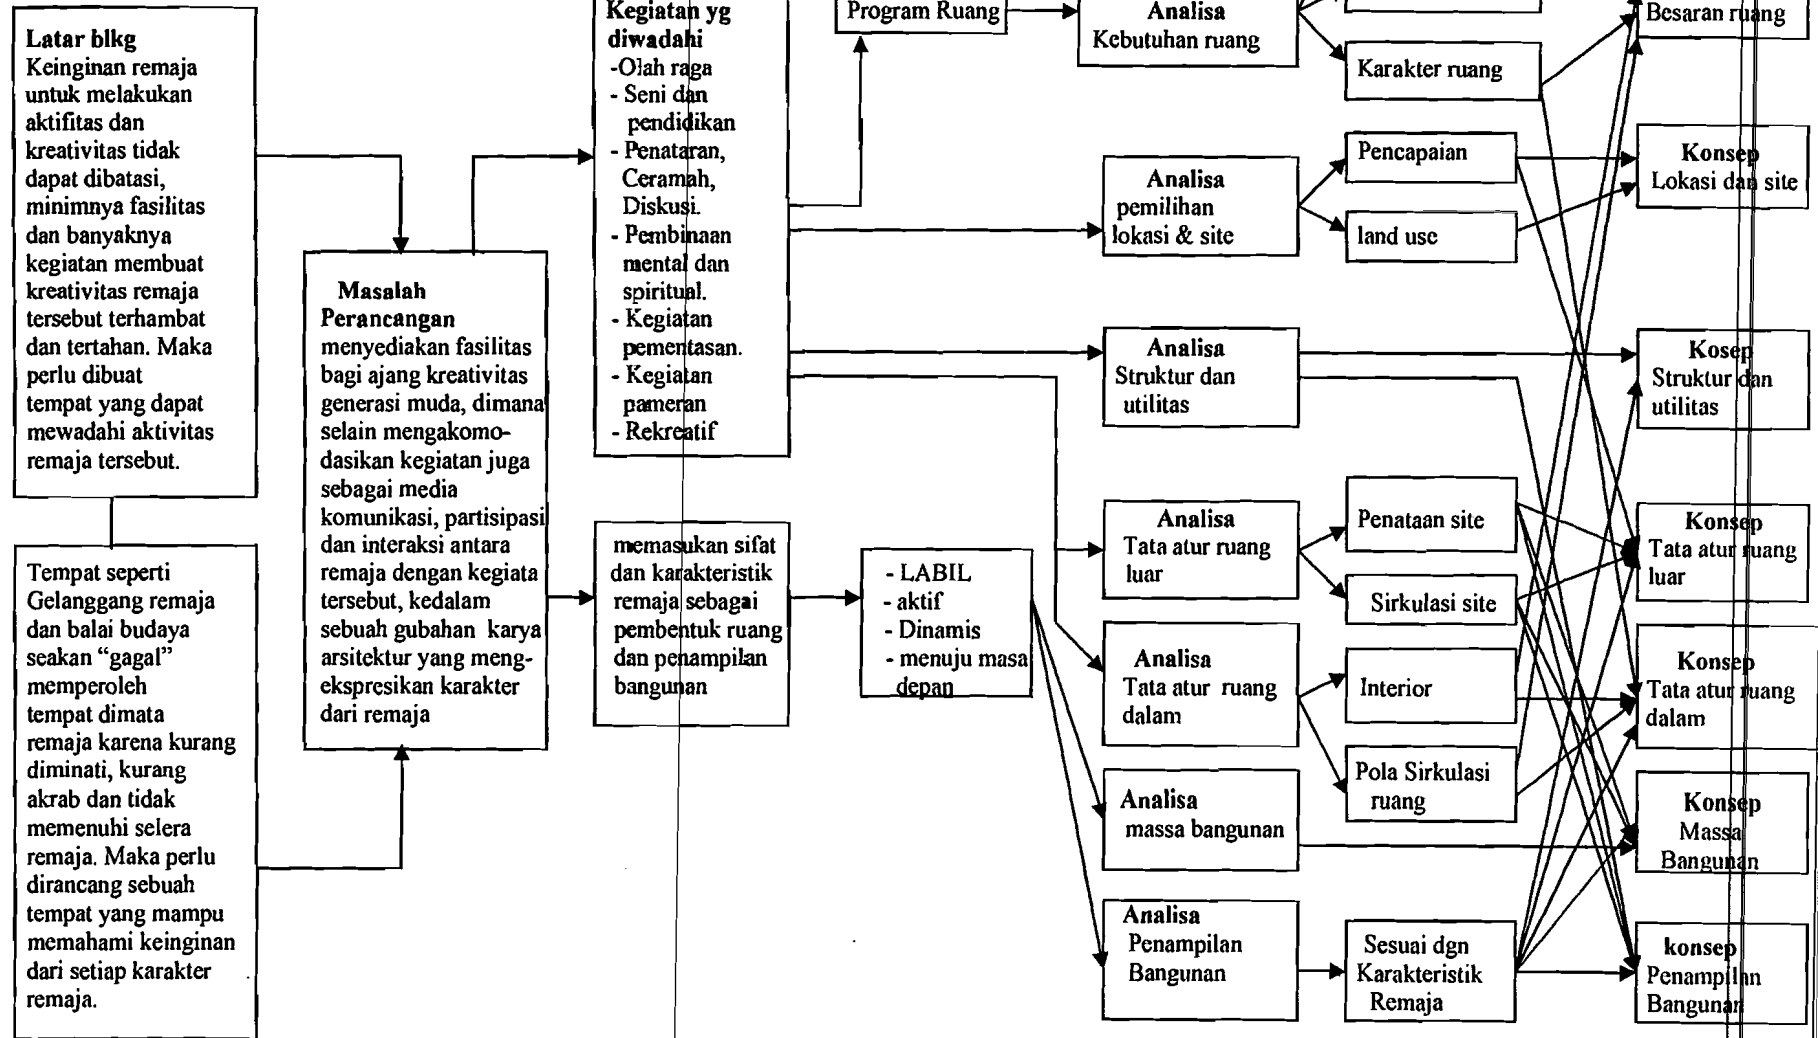 Latar blkg
Keinginan remaja
untuk melakukan
aktifitas dan
kreativitas tidak
dapat dibatasi,
minimnya fasilitas
dan banyaknya
kegiatan membuat
kreativitas remaja
tersebut terhambat
dan tertahan. Maka
perlu dibuat
tempat yang dapat
mewadahi aktivitas
remaja tersebut.
Tempat seperti
Gelanggang remaja
dan balai budaya
seakan “gagal”
memperoleh
tempat dimata
remaja karena kurang
diminati, kurang
akrab dan tidak
memenuhi selera
remaja. Maka perlu
dirancang sebuah
tempat yang mampu
memahami keinginan
dari setiap karakter
remaja.
Masalah
Perancangan
menyediakan fasilitas
bagi ajang kreativitas
generasi muda, dimana
selain mengakomo-
dasikan kegiatan juga
sebagai media
komunikasi, partisipasi
dan interaksi antara
remaja dengan kegiata
tersebut, kedalam
sebuah gubahan karya
arsitektur yang meng-
ekspresikan karakter
dari remaja
Kegiatan yg
diwadahi
-Olah raga
- Seni dan
pendidikan
- Penataran,
Ceramah,
Diskusi.
- Pembinaan
mental dan
spiritual.
- Kegiatan
pementasan.
- Kegiatan
pameran
- Rekreatif
memasukan sifat
dan karakteristik
remaja sebagai
pembentuk ruang
dan penampilan
bangunan
- LABIL
- aktif
- Dinamis
- menuju masa
depan
Program Ruang
Analisa
Kebutuhan ruang
Analisa
pemilihan
lokasi & site
Analisa
Struktur dan
utilitas
Analisa
Tata atur ruang
luar
Analisa
Tata atur ruang
dalam
Analisa
massa bangunan
Analisa
Penampilan
Bangunan
Karakter ruang
Pencapaian
land use
Penataan site
Sirkulasi site
Interior
Pola Sirkulasi
ruang
Sesuai dgn
Karakteristik
Remaja
Besaran ruang
Konsep
Lokasi dan site
Kosep
Struktur dan
utilitas
Konsep
Tata atur ruang
luar
Konsep
Tata atur ruang
dalam
Konsep
Massa
Bangunan
konsep
Penampilan
Bangunan